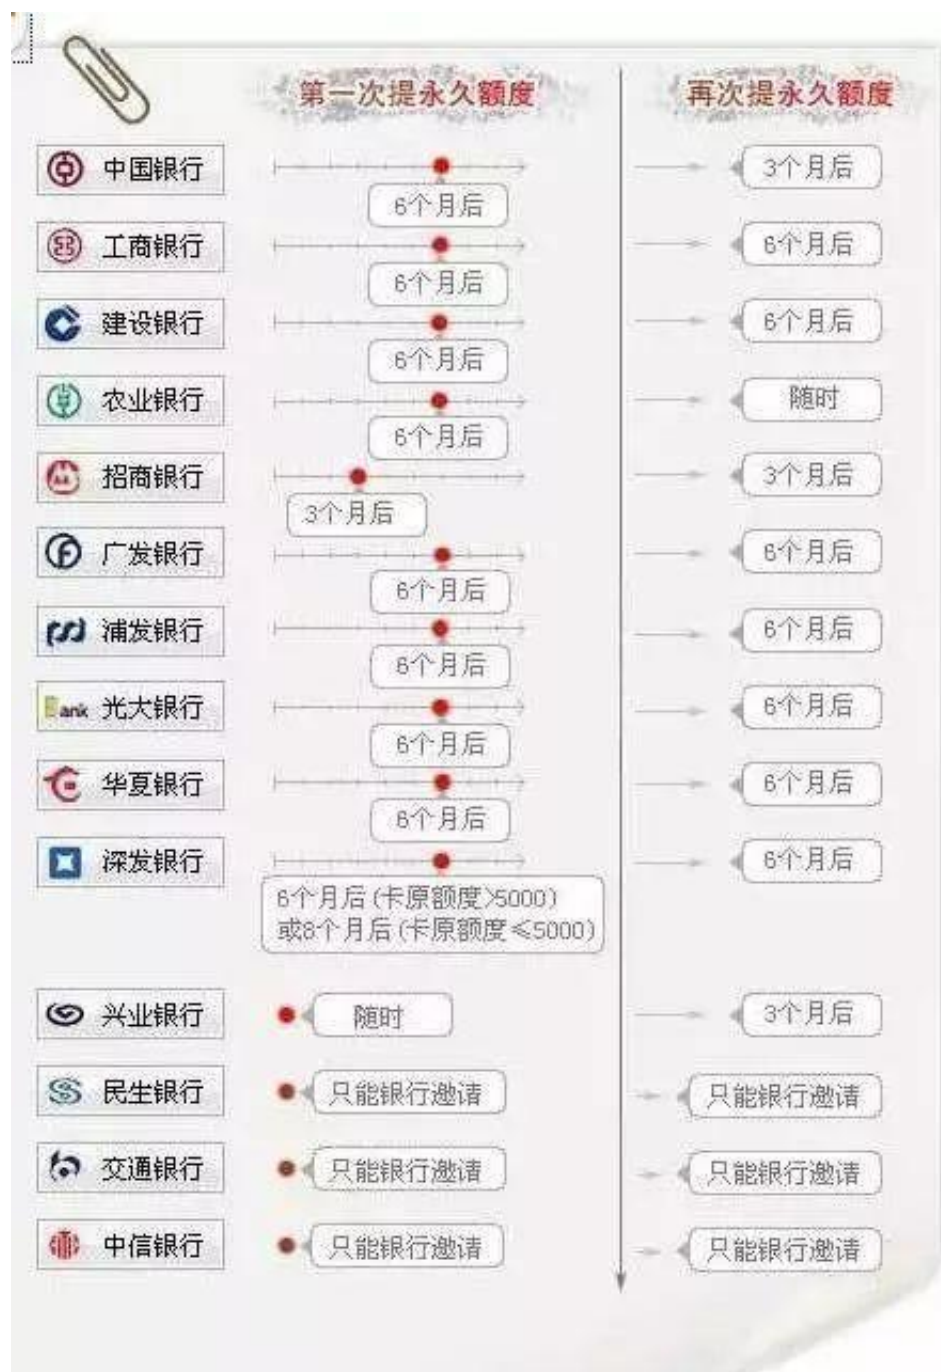 第一次提永久额度
再次提永久额度
中国银行
6个月后
3个月后
工商银行
6个月后
6个月后
建设银行
6个月后
6个月后
农业银行
6个月后
随时
招商银行
3个月后
3个月后
广发银行
6个月后
6个月后
浦发银行
6个月后
6个月后
Bank 光大银行
6个月后
6个月后
华夏银行
6个月后
6个月后
深发银行
6个月后(卡原额度>5000)
或8个月后(卡原额度≤5000)
6个月后
兴业银行
随时
3个月后
民生银行
只能银行邀请
只能银行邀请
交通银行
只能银行邀请
只能银行邀请
中信银行
只能银行邀请
只能银行邀请